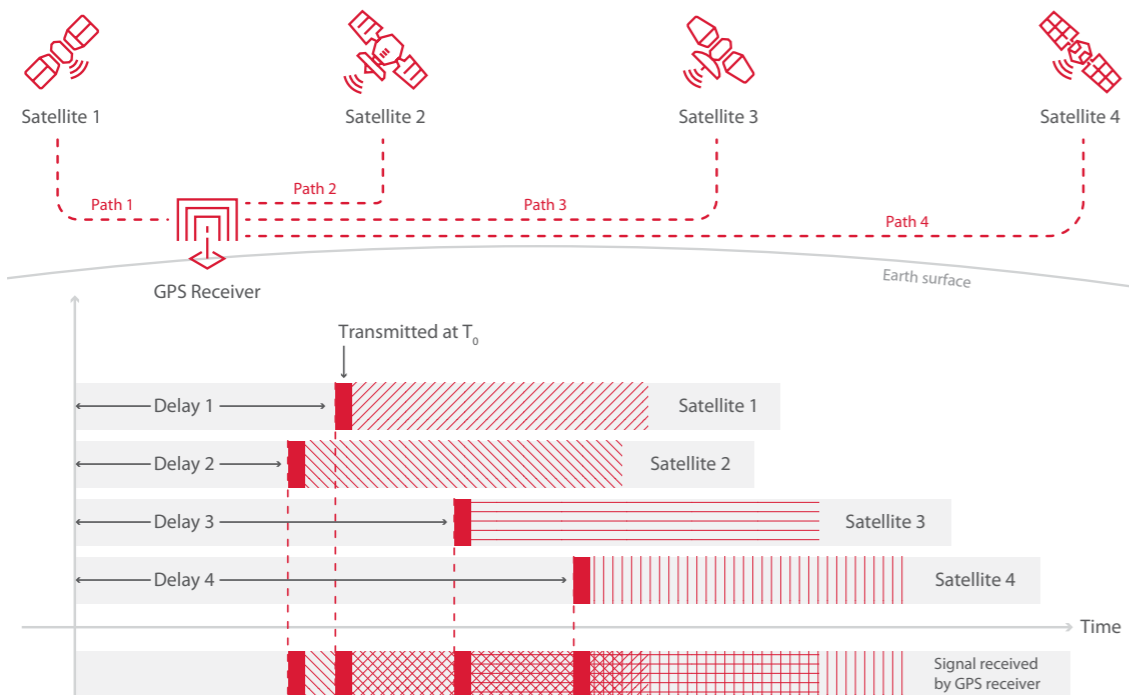 Satellite 1
Satellite 2
Satellite 3
Satellite 4
Path 1
Path 2
Path 3
Path 4
Earth surface
GPS Receiver
Transmitted at T₀
Delay 1
Satellite 1
Delay 2
Satellite 2
Delay 3
Satellite 3
Delay 4
Satellite 4
Time
Signal received
by GPS receiver